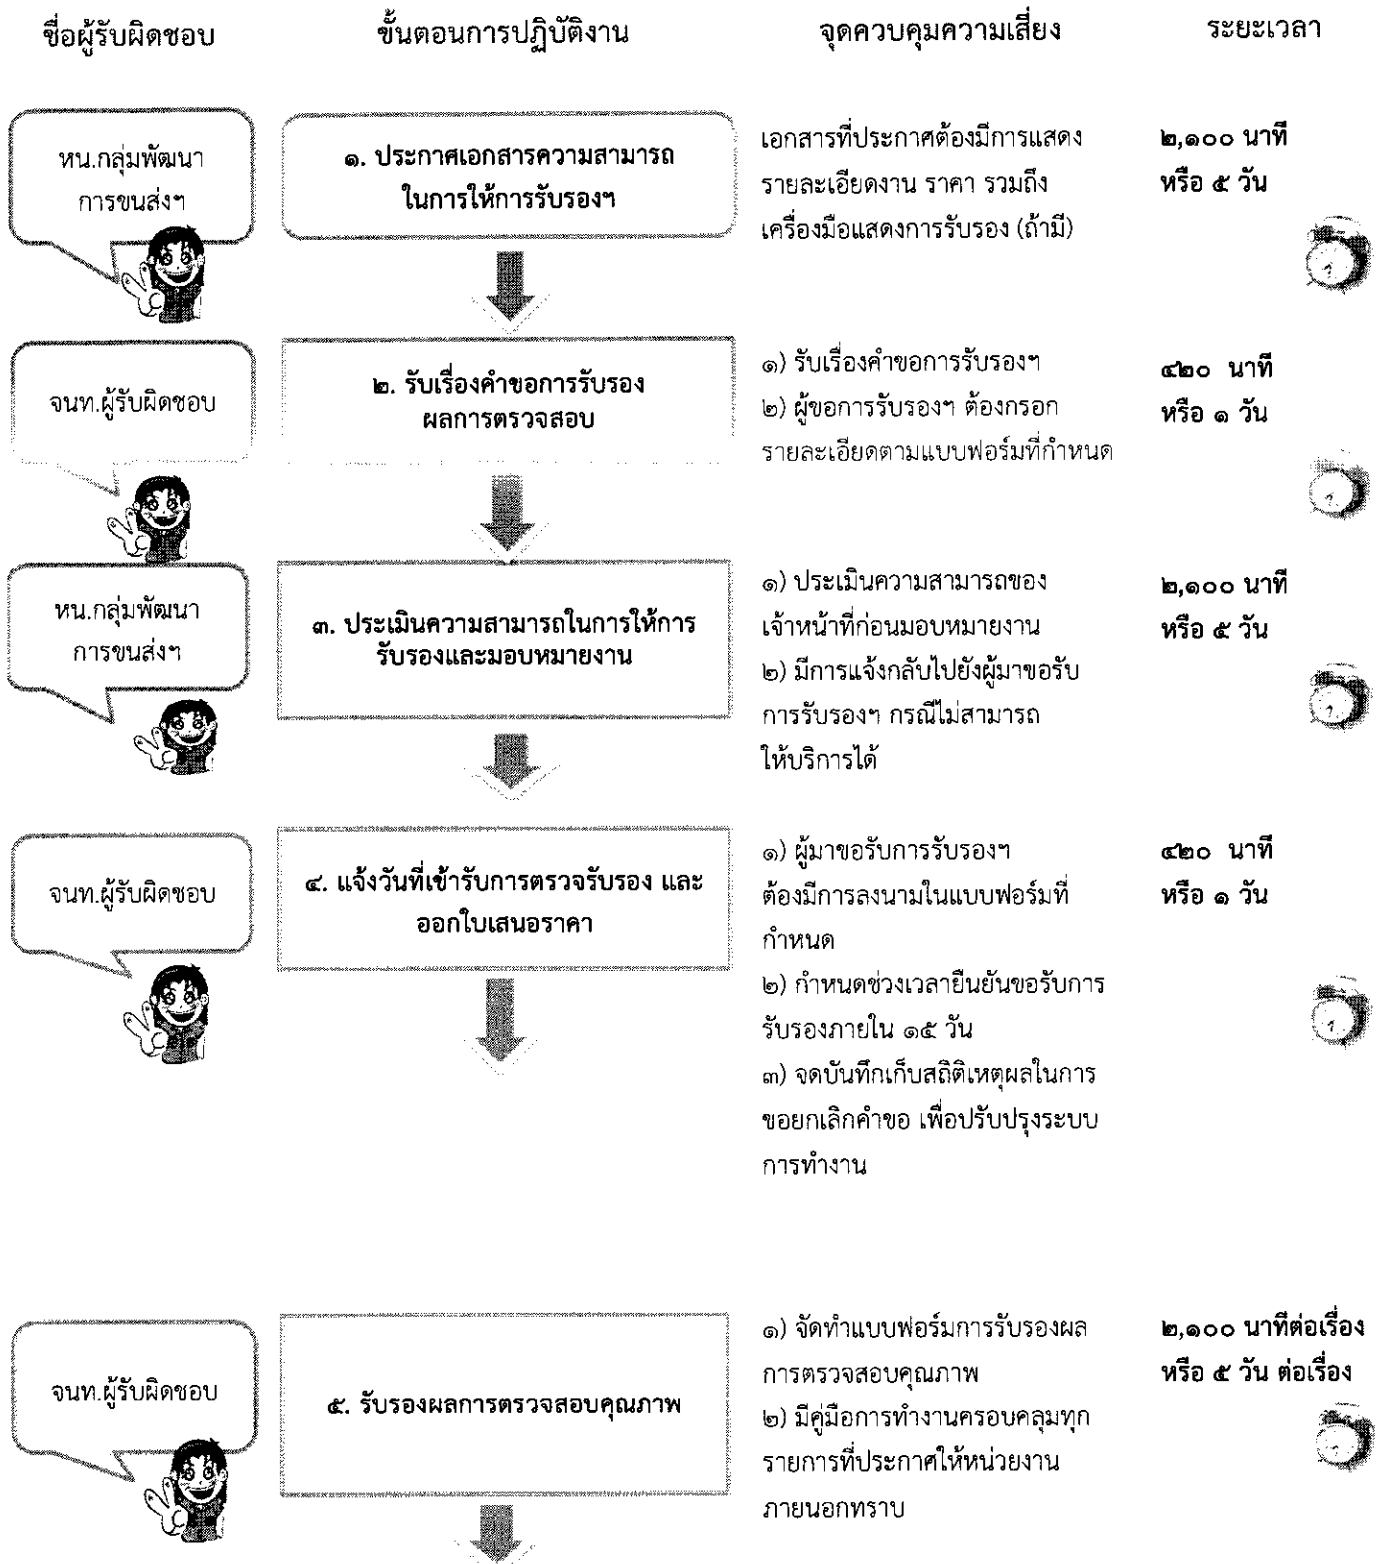 ชื่อผู้รับผิดชอบ
ขั้นตอนการปฏิบัติงาน
จุดควบคุมความเสี่ยง
ระยะเวลา
หน.กลุ่มพัฒนา
การขนส่งฯ
๑. ประกาศเอกสารความสามารถ
ในการให้การรับรองฯ
เอกสารที่ประกาศต้องมีการแสดง
รายละเอียดงาน ราคา รวมถึง
เครื่องมือแสดงการรับรอง (ถ้ามี)
๒,๑๐๐ นาที
หรือ ๕ วัน
จนท.ผู้รับผิดชอบ
๒. รับเรื่องคำขอการรับรอง
ผลการตรวจสอบ
๑) รับเรื่องคำขอการรับรองฯ
๒) ผู้ขอการรับรองฯ ต้องกรอก
รายละเอียดตามแบบฟอร์มที่กำหนด
๔๒๐ นาที
หรือ ๑ วัน
หน.กลุ่มพัฒนา
การขนส่งฯ
๓. ประเมินความสามารถในการให้การ
รับรองและมอบหมายงาน
๑) ประเมินความสามารถของ
เจ้าหน้าที่ก่อนมอบหมายงาน
๒) มีการแจ้งกลับไปยังผู้มาขอรับ
การรับรองฯ กรณีไม่สามารถ
ให้บริการได้
๒,๑๐๐ นาที
หรือ ๕ วัน
จนท.ผู้รับผิดชอบ
๔. แจ้งวันที่เข้ารับการตรวจรับรอง และ
ออกใบเสนอราคา
๑) ผู้มาขอรับการรับรองฯ
ต้องมีการลงนามในแบบฟอร์มที่
กำหนด
๒) กำหนดช่วงเวลายืนยันขอรับการ
รับรองภายใน ๑๕ วัน
๓) จดบันทึกเก็บสถิติเหตุผลในการ
ขอยกเลิกคำขอ เพื่อปรับปรุงระบบ
การทำงาน
๔๒๐ นาที
หรือ ๑ วัน
จนท.ผู้รับผิดชอบ
๕. รับรองผลการตรวจสอบคุณภาพ
๑) จัดทำแบบฟอร์มการรับรองผล
การตรวจสอบคุณภาพ
๒) มีคู่มือการทำงานครอบคลุมทุก
รายการที่ประกาศให้หน่วยงาน
ภายนอกทราบ
๒,๑๐๐ นาทีต่อเรื่อง
หรือ ๕ วัน ต่อเรื่อง